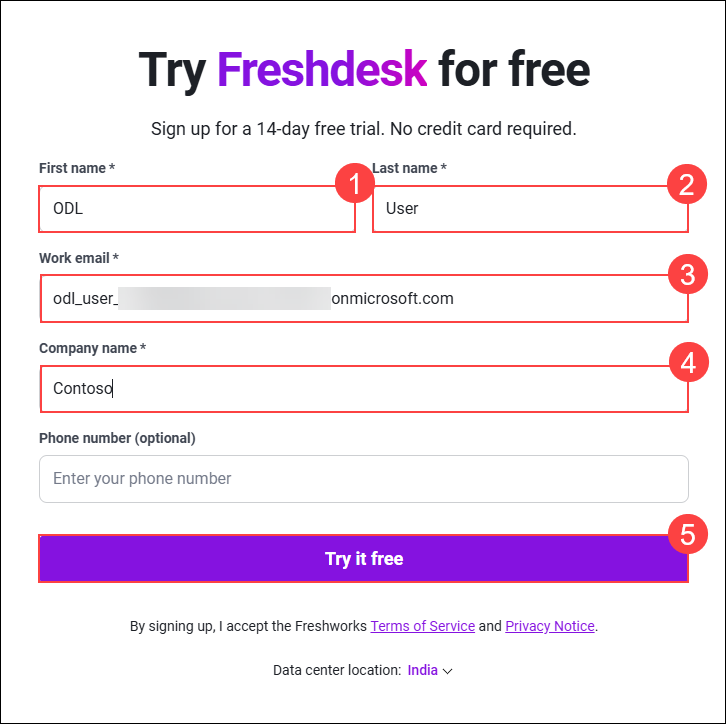 Try Freshdesk for free
Sign up for a 14-day free trial. No credit card required.
First name *
1
Last name *
2
ODL
User
Work email *
3
odl_user_ onmicrosoft.com
Company name *
4
Contoso
Phone number (optional)
Enter your phone number
5
Try it free
By signing up, I accept the Freshworks Terms of Service and Privacy Notice.
Data center location: India